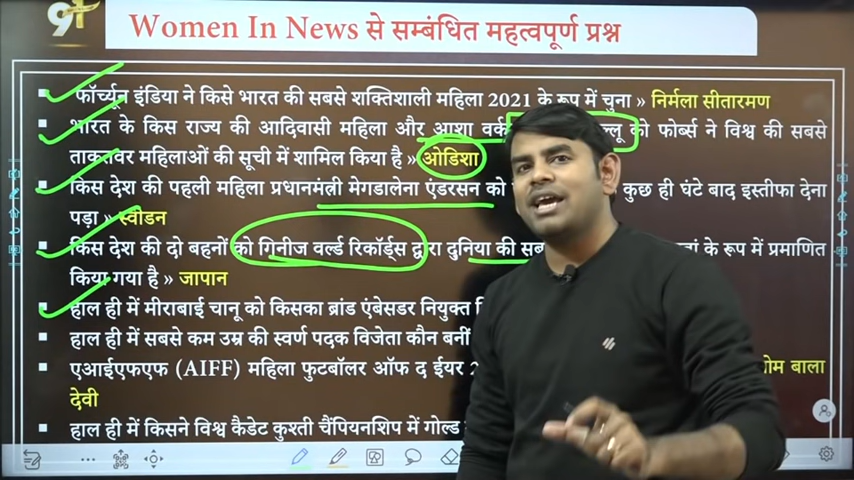 91
Women In News से सम्बंधित महत्वपूर्ण प्रश्न
फॉर्च्यून इंडिया ने किसे भारत की सबसे शक्तिशाली महिला 2021 के रूप में चुना » निर्मला सीतारमण
भारत के किस राज्य की आदिवासी महिला और आशा वर्क ल्लू को फोर्ब्स ने विश्व की सबसे
ताकतवर महिलाओं की सूची में शामिल किया है » ओडिशा
किस देश की पहली महिला प्रधानमंत्री मेगडालेना एंडरसन को कुछ ही घंटे बाद इस्तीफा देना
पड़ा » स्वीडन
किस देश की दो बहनों को गिनीज वर्ल्ड रिकॉर्ड्स द्वारा दुनिया की सब के रूप में प्रमाणित
किया गया है » जापान
हाल ही में मीराबाई चानू को किसका ब्रांड एंबेसडर नियुक्त
हाल ही में सबसे कम उम्र की स्वर्ण पदक विजेता कौन बनीं
एआईएफएफ (AIFF) महिला फुटबॉलर ऑफ द ईयर 2 बाला
देवी
हाल ही में किसने विश्व कैडेट कुश्ती चैंपियनशिप में गोल्ड